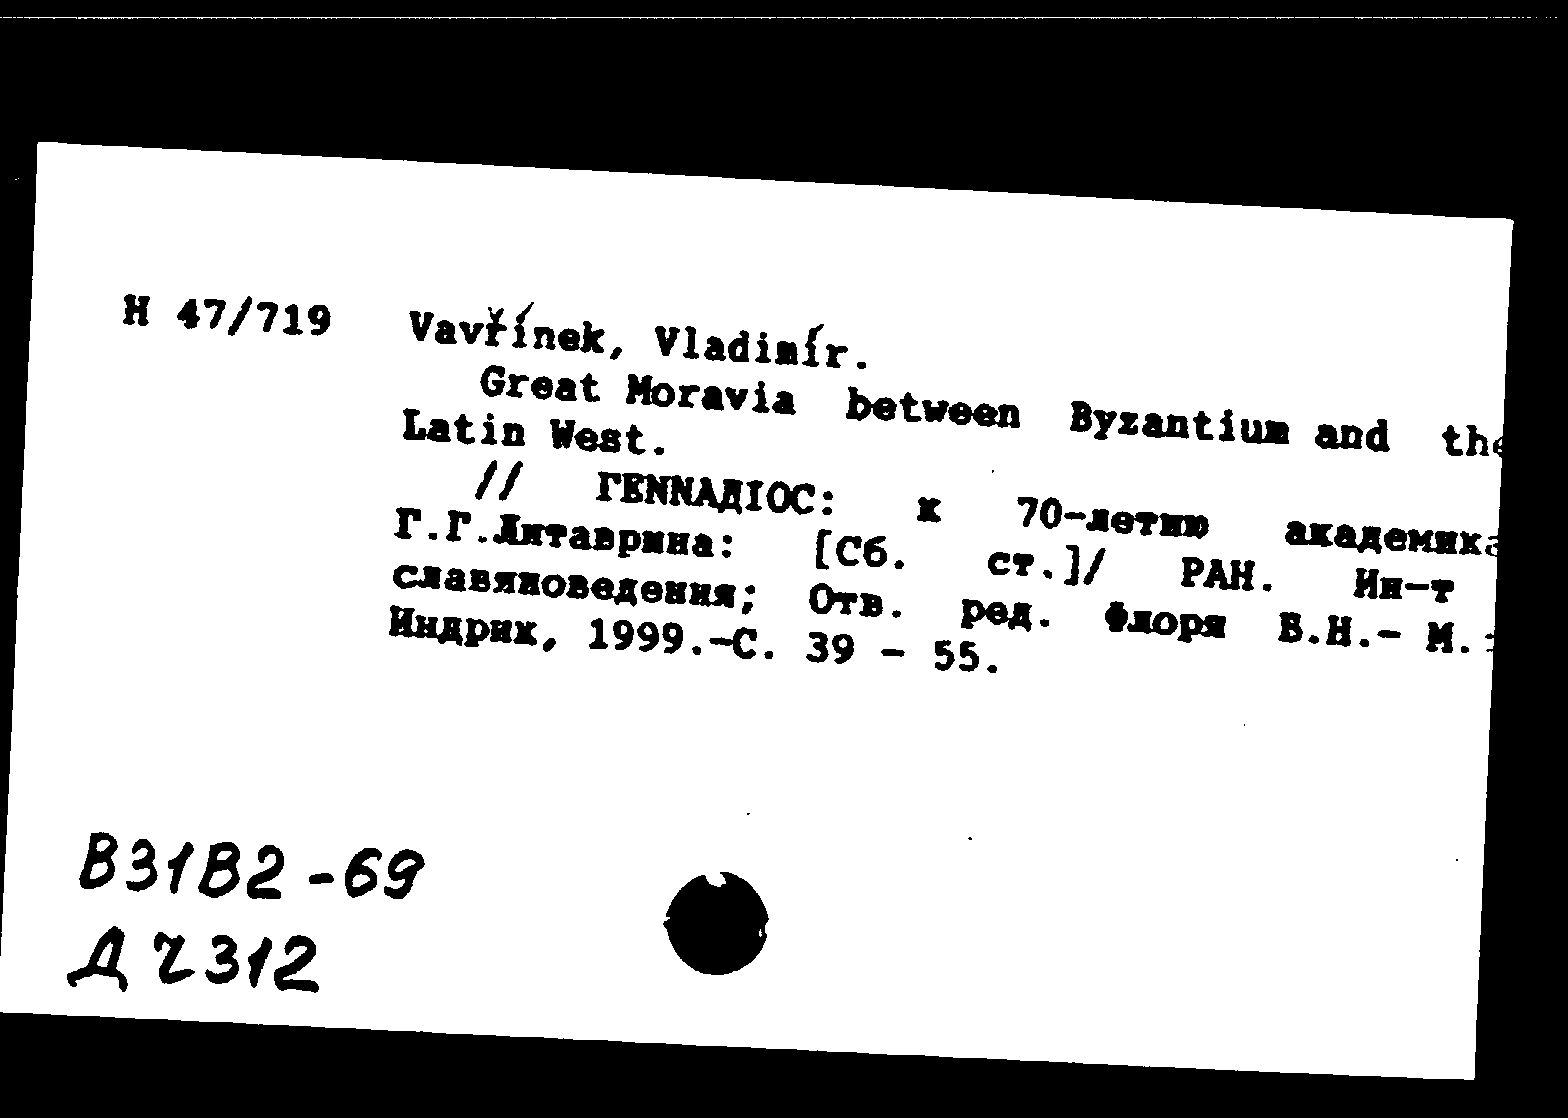 Н 47/719 Vavřínek, Vladimír.
Great Moravia between Byzantium and the
Latin West.
// ГЕNNАДIОС: к 70-летию академика
Г.Г.Литаврина: [Сб. ст.]/ РАН. Ин-т
славяноведения; Отв. ред. Флоря Б.Н.- М.:
Индрик, 1999.-С. 39 - 55.
В31В2-69
Д 2312